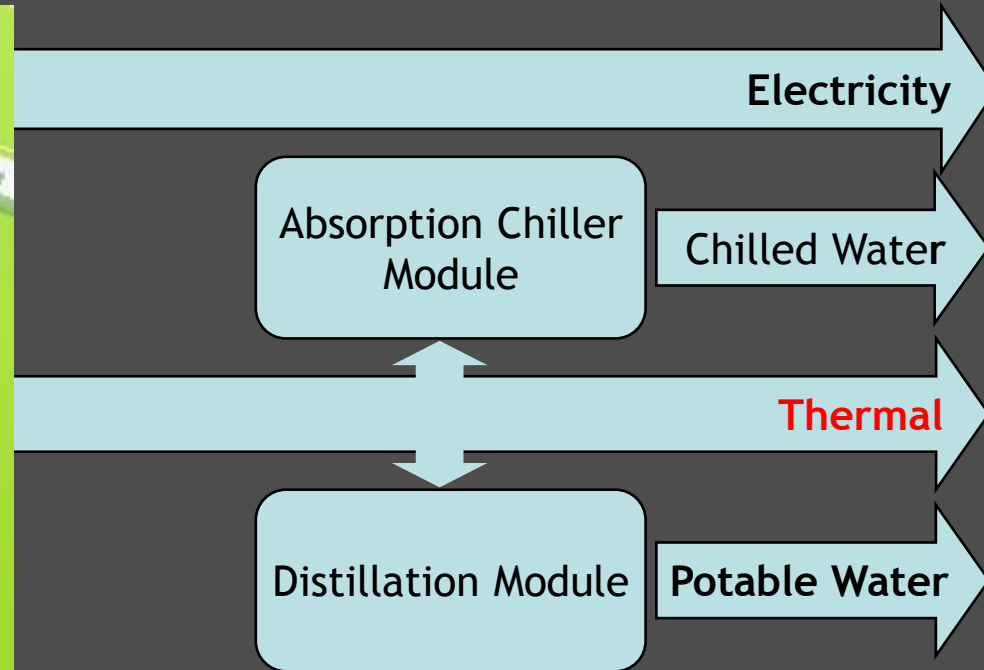 Electricity
Absorption Chiller
Module
Chilled Water
Thermal
Distillation Module
Potable Water